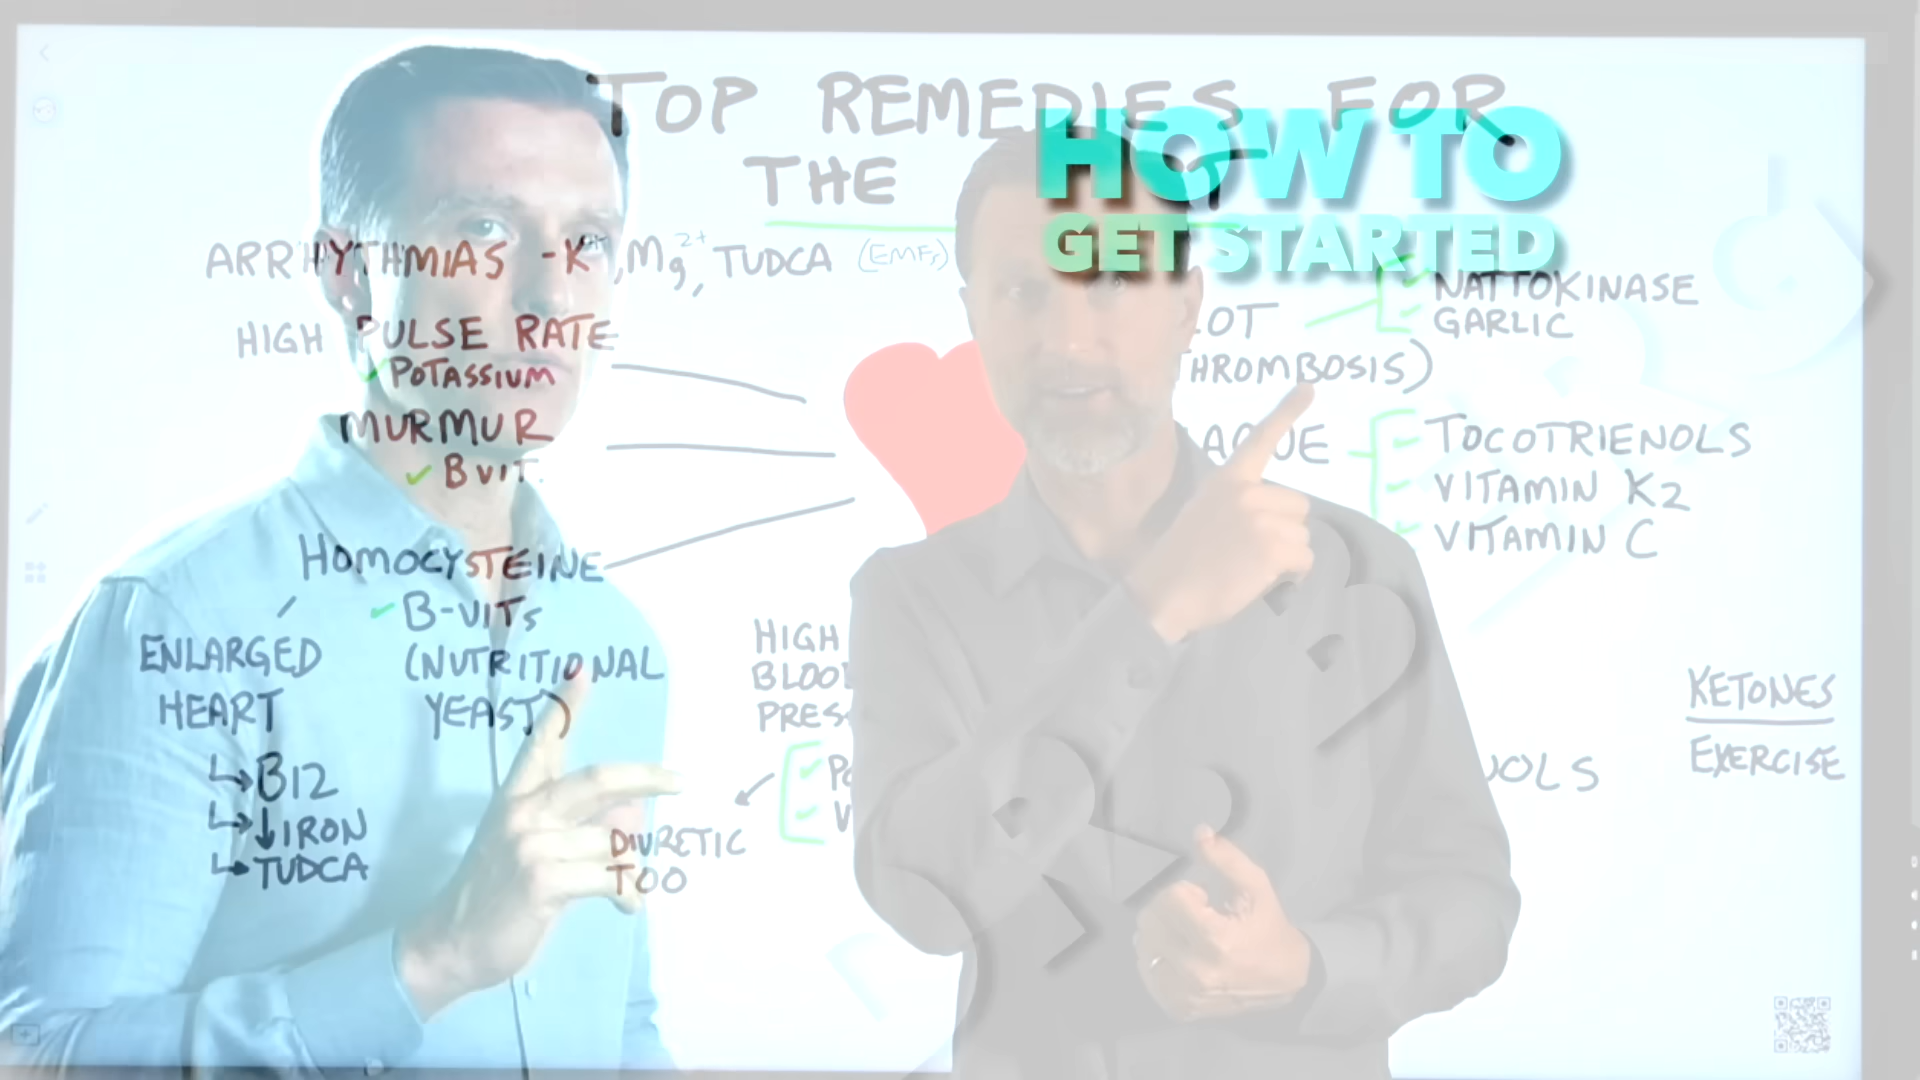 TOP REMEDIES FOR
THE
HOW TO
GET STARTED
ARRHYTHMIAS - K+, Mg2+, TUDCA (EMFs)
HIGH PULSE RATE
✓ POTASSIUM
MURMUR
✓ B VIT.
HOMOCYSTEINE
✓ B-VITs
(NUTRITIONAL
YEAST)
ENLARGED
HEART
↳ B12
↳ ↓IRON
↳ TUDCA
HIGH
BLOOD
DIURETIC
TOO
✓ NATTOKINASE
✓ GARLIC
THROMBOSIS)
✓ TOCOTRIENOLS
✓ VITAMIN K2
✓ VITAMIN C
KETONES
EXERCISE